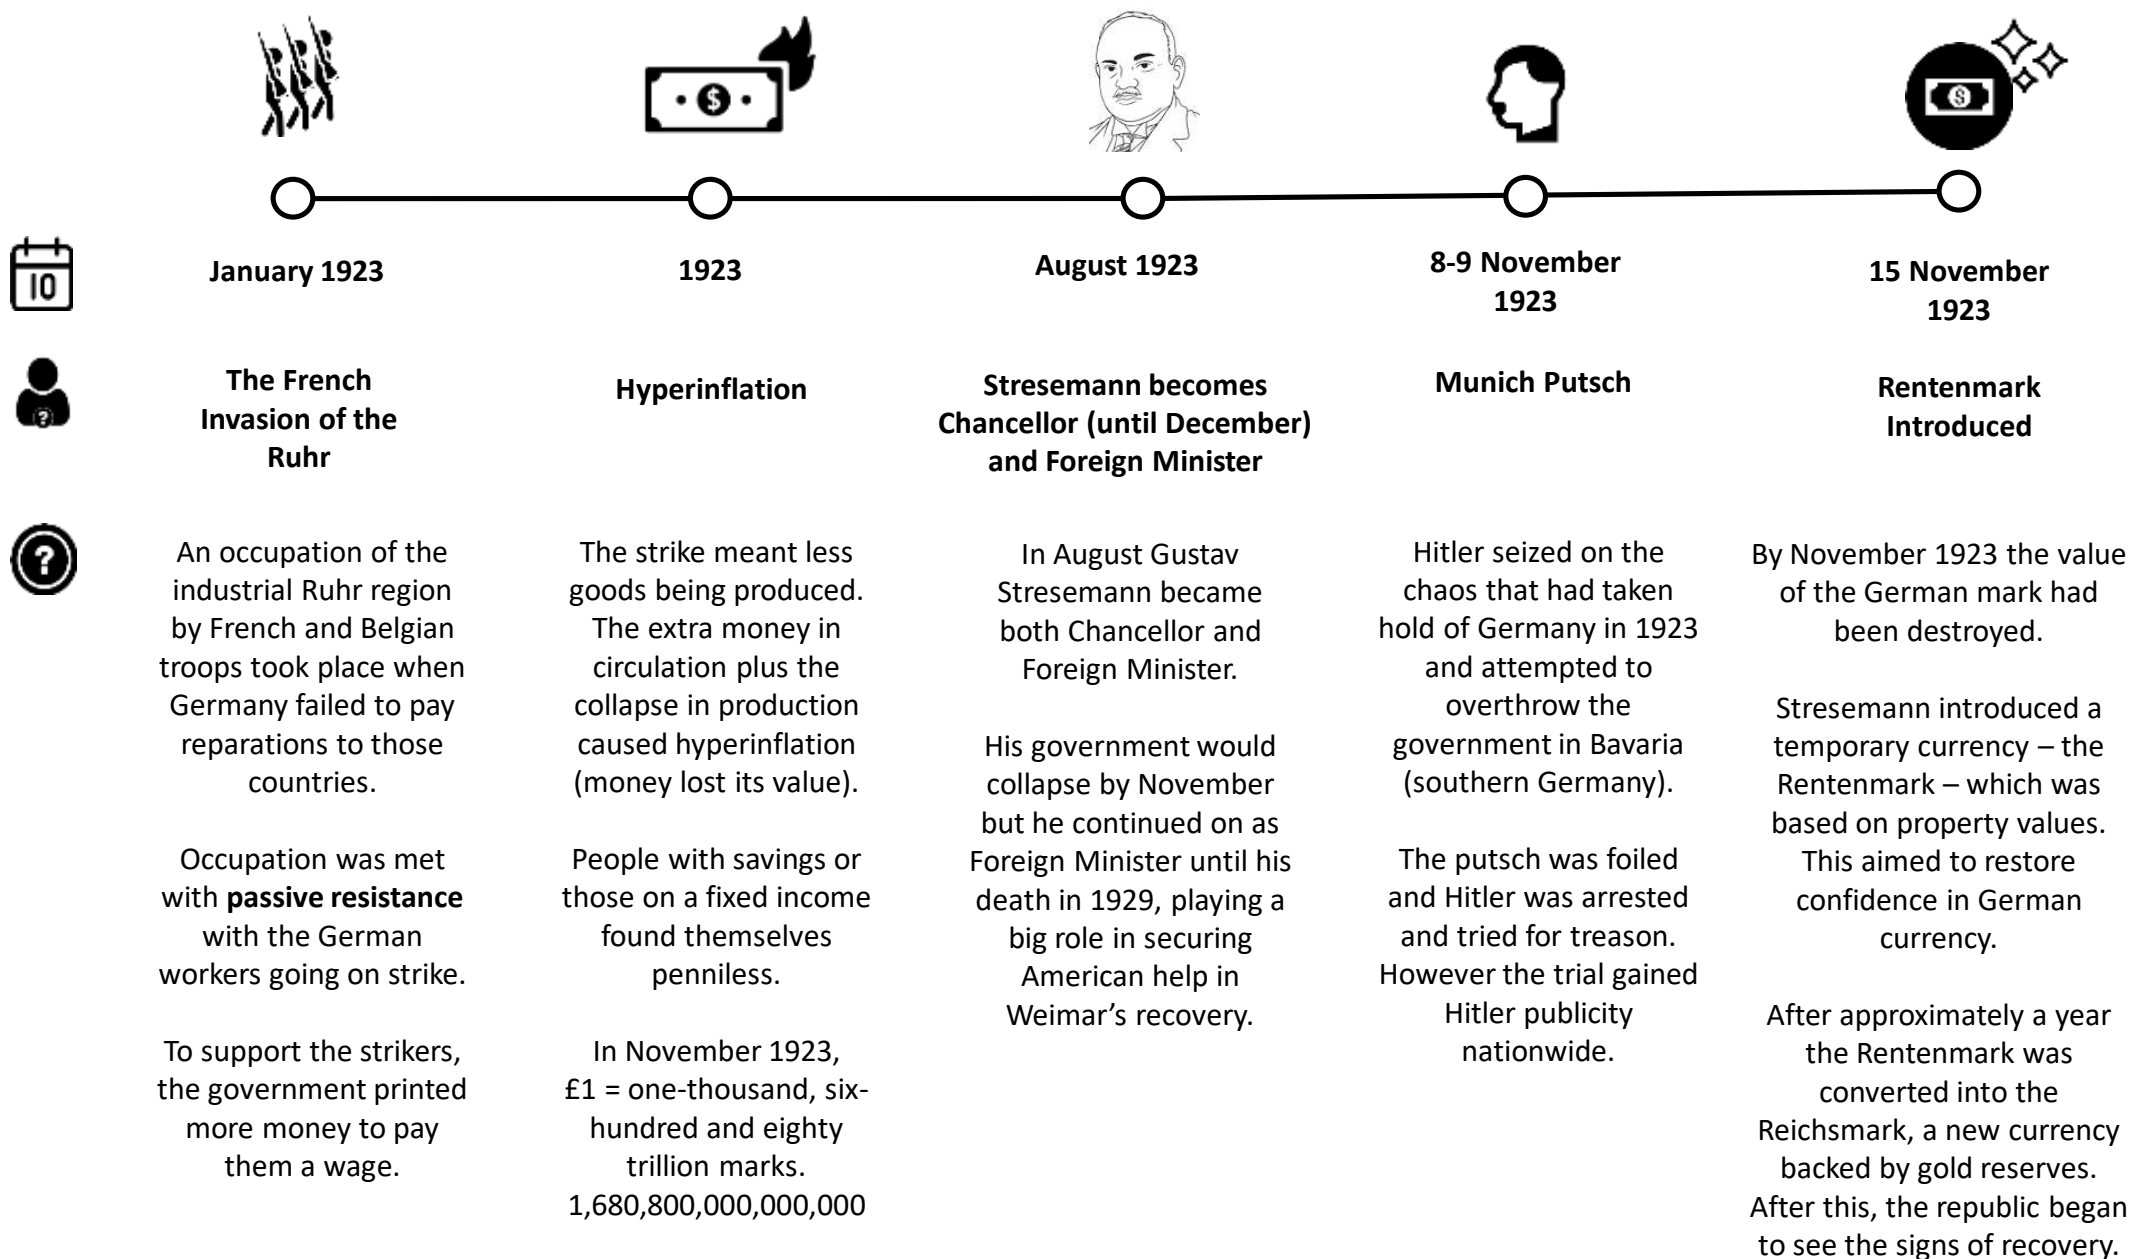 10
January 1923
The French
Invasion of the
Ruhr
An occupation of the
industrial Ruhr region
by French and Belgian
troops took place when
Germany failed to pay
reparations to those
countries.
Occupation was met
with passive resistance
with the German
workers going on strike.
To support the strikers,
the government printed
more money to pay
them a wage.
$
1923
Hyperinflation
The strike meant less
goods being produced.
The extra money in
circulation plus the
collapse in production
caused hyperinflation
(money lost its value).
People with savings or
those on a fixed income
found themselves
penniless.
In November 1923,
£1 = one-thousand, six-
hundred and eighty
trillion marks.
1,680,800,000,000,000
August 1923
Stresemann becomes
Chancellor (until December)
and Foreign Minister
In August Gustav
Stresemann became
both Chancellor and
Foreign Minister.
His government would
collapse by November
but he continued on as
Foreign Minister until his
death in 1929, playing a
big role in securing
American help in
Weimar’s recovery.
8-9 November
1923
Munich Putsch
Hitler seized on the
chaos that had taken
hold of Germany in 1923
and attempted to
overthrow the
government in Bavaria
(southern Germany).
The putsch was foiled
and Hitler was arrested
and tried for treason.
However the trial gained
Hitler publicity
nationwide.
$
15 November
1923
Rentenmark
Introduced
By November 1923 the value
of the German mark had
been destroyed.
Stresemann introduced a
temporary currency – the
Rentenmark – which was
based on property values.
This aimed to restore
confidence in German
currency.
After approximately a year
the Rentenmark was
converted into the
Reichsmark, a new currency
backed by gold reserves.
After this, the republic began
to see the signs of recovery.
?
?